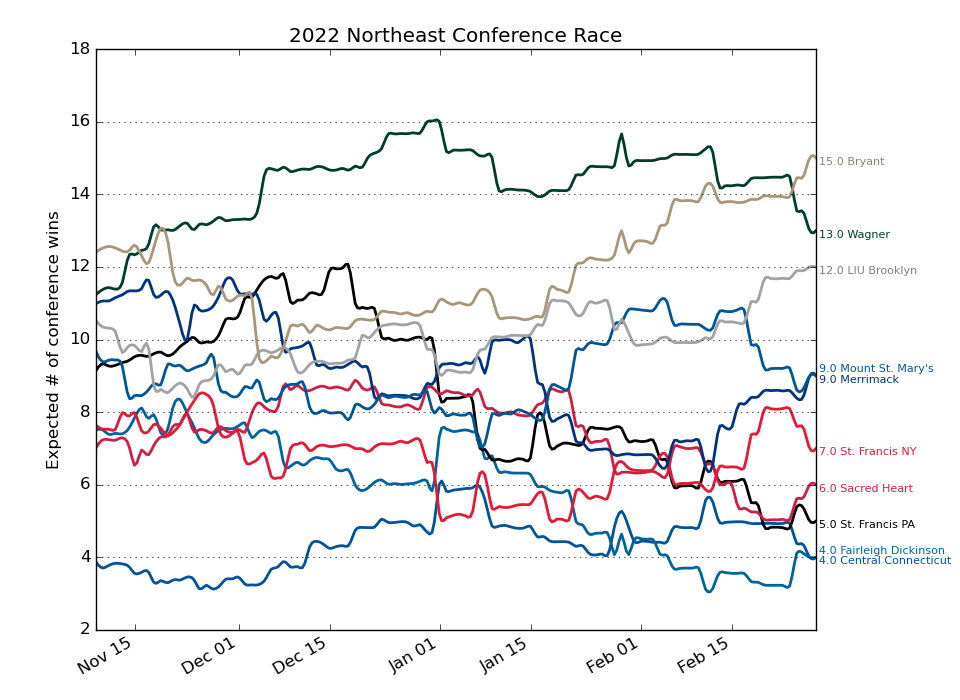 2022 Northeast Conference Race
Expected # of conference wins
18
16
14
12
10
8
6
4
2
Nov 15
Dec 01
Dec 15
Jan 01
Jan 15
Feb 01
Feb 15
15.0 Bryant
13.0 Wagner
12.0 LIU Brooklyn
9.0 Mount St. Mary's
9.0 Merrimack
7.0 St. Francis NY
6.0 Sacred Heart
5.0 St. Francis PA
4.0 Fairleigh Dickinson
4.0 Central Connecticut